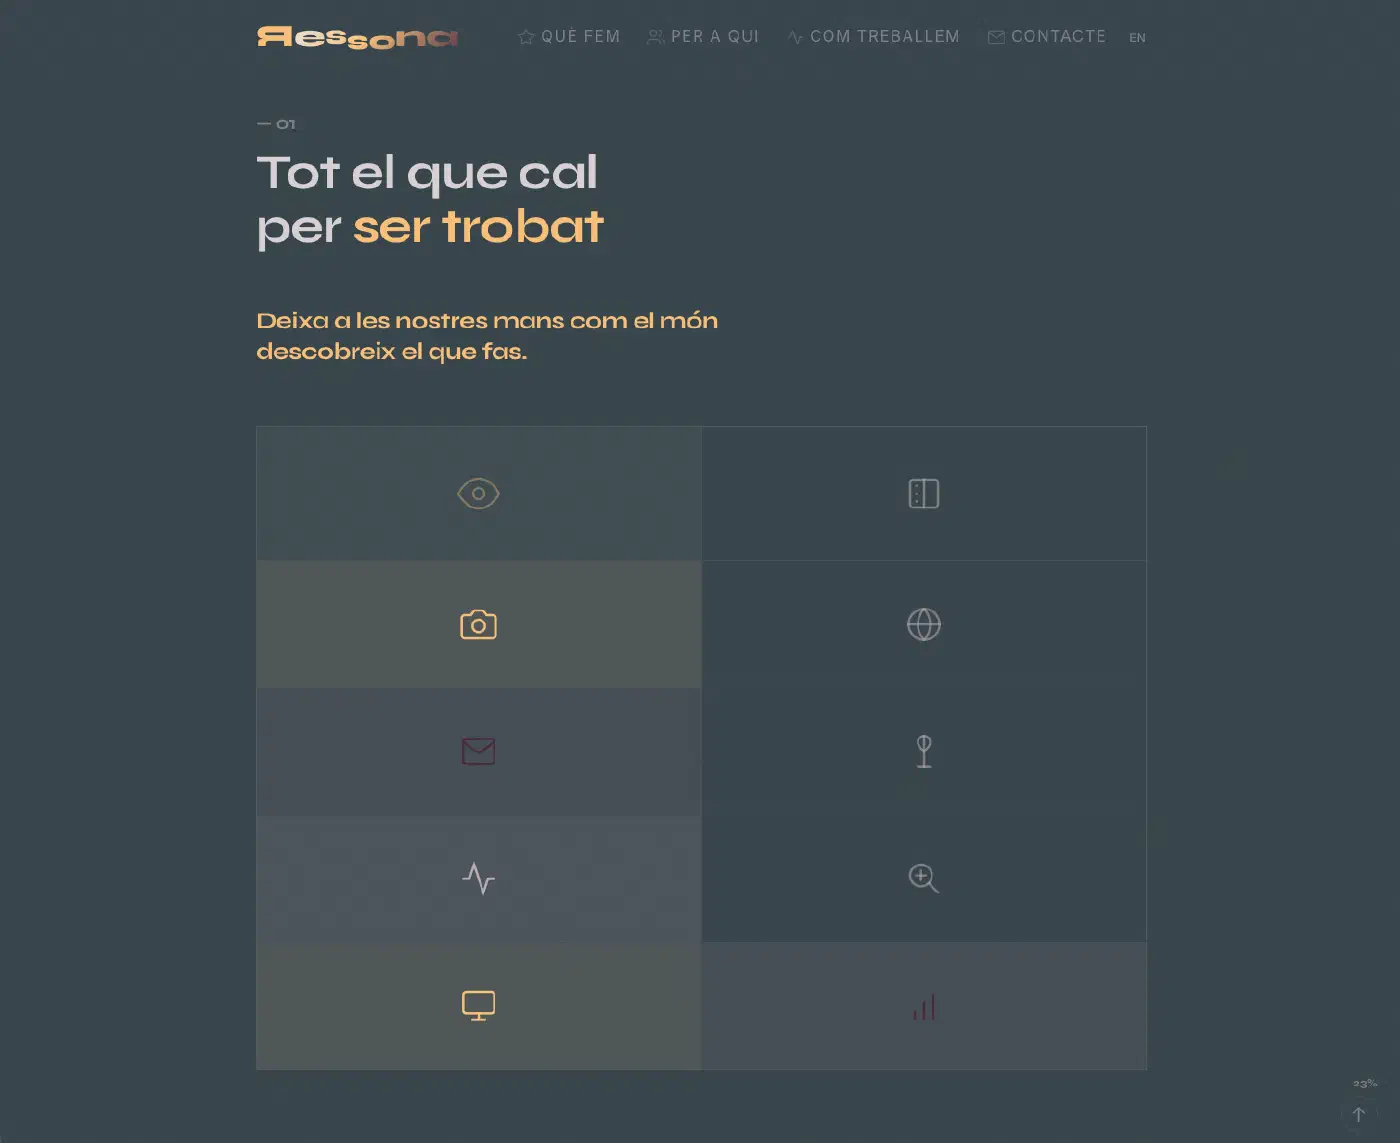 Ressona
QUÈ FEM
PER A QUI
COM TREBALLEM
CONTACTE
EN
— 01
Tot el que cal
per ser trobat
Deixa a les nostres mans com el món
descobreix el que fas.
23%